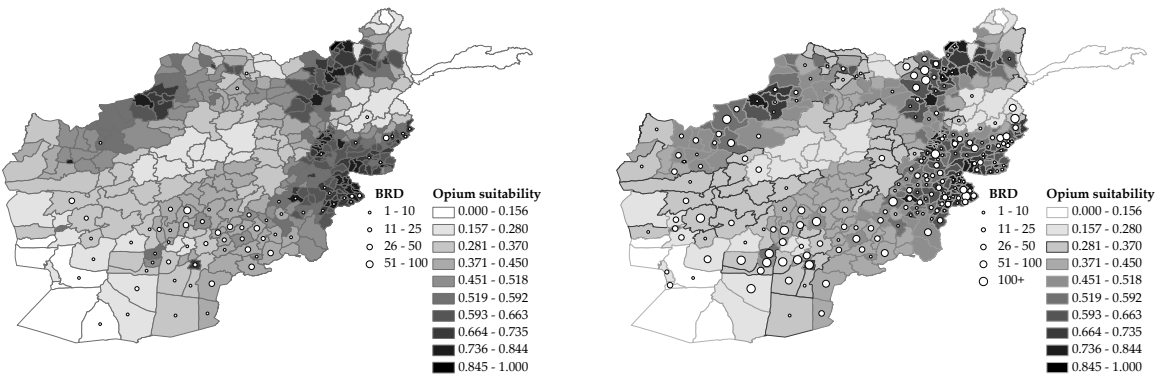 BRD
1 - 10
11 - 25
26 - 50
51 - 100
Opium suitability
0.000 - 0.156
0.157 - 0.280
0.281 - 0.370
0.371 - 0.450
0.451 - 0.518
0.519 - 0.592
0.593 - 0.663
0.664 - 0.735
0.736 - 0.844
0.845 - 1.000
BRD
1 - 10
11 - 25
26 - 50
51 - 100
100+
Opium suitability
0.000 - 0.156
0.157 - 0.280
0.281 - 0.370
0.371 - 0.450
0.451 - 0.518
0.519 - 0.592
0.593 - 0.663
0.664 - 0.735
0.736 - 0.844
0.845 - 1.000